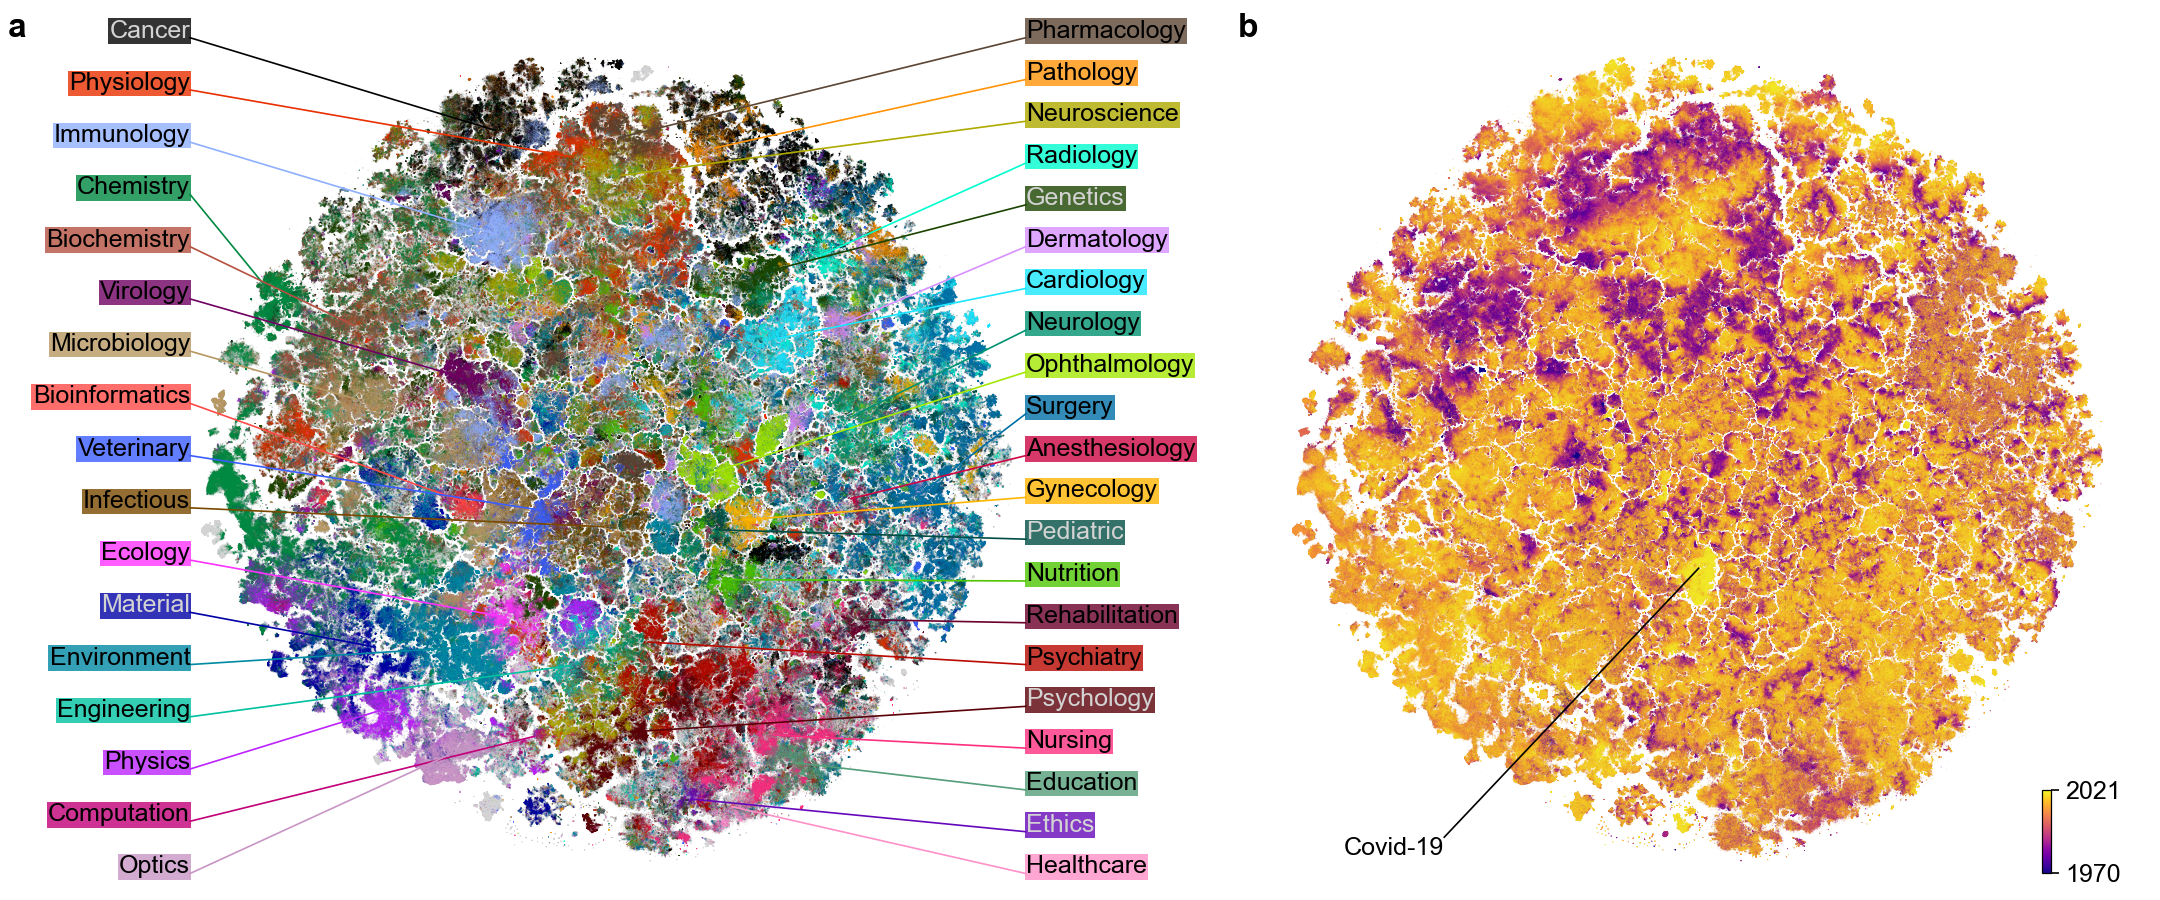 a
Cancer
Physiology
Immunology
Chemistry
Biochemistry
Virology
Microbiology
Bioinformatics
Veterinary
Infectious
Ecology
Material
Environment
Engineering
Physics
Computation
Optics
Pharmacology
Pathology
Neuroscience
Radiology
Genetics
Dermatology
Cardiology
Neurology
Ophthalmology
Surgery
Anesthesiology
Gynecology
Pediatric
Nutrition
Rehabilitation
Psychiatry
Psychology
Nursing
Education
Ethics
Healthcare
b
Covid-19
2021
1970